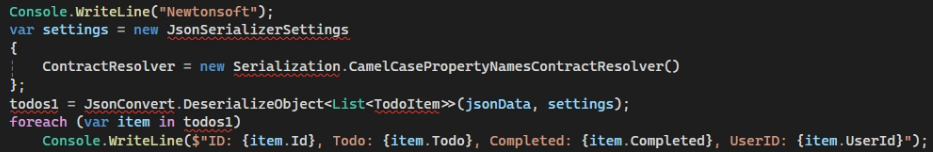 Console.WriteLine("Newtonsoft");
var settings = new JsonSerializerSettings
{
    ContractResolver = new Serialization.CamelCasePropertyNamesContractResolver()
};
todos1 = JsonConvert.DeserializeObject<List<TodoItem>>(jsonData, settings);
foreach (var item in todos1)
    Console.WriteLine($"ID: {item.Id}, Todo: {item.Todo}, Completed: {item.Completed}, UserID: {item.UserId}");